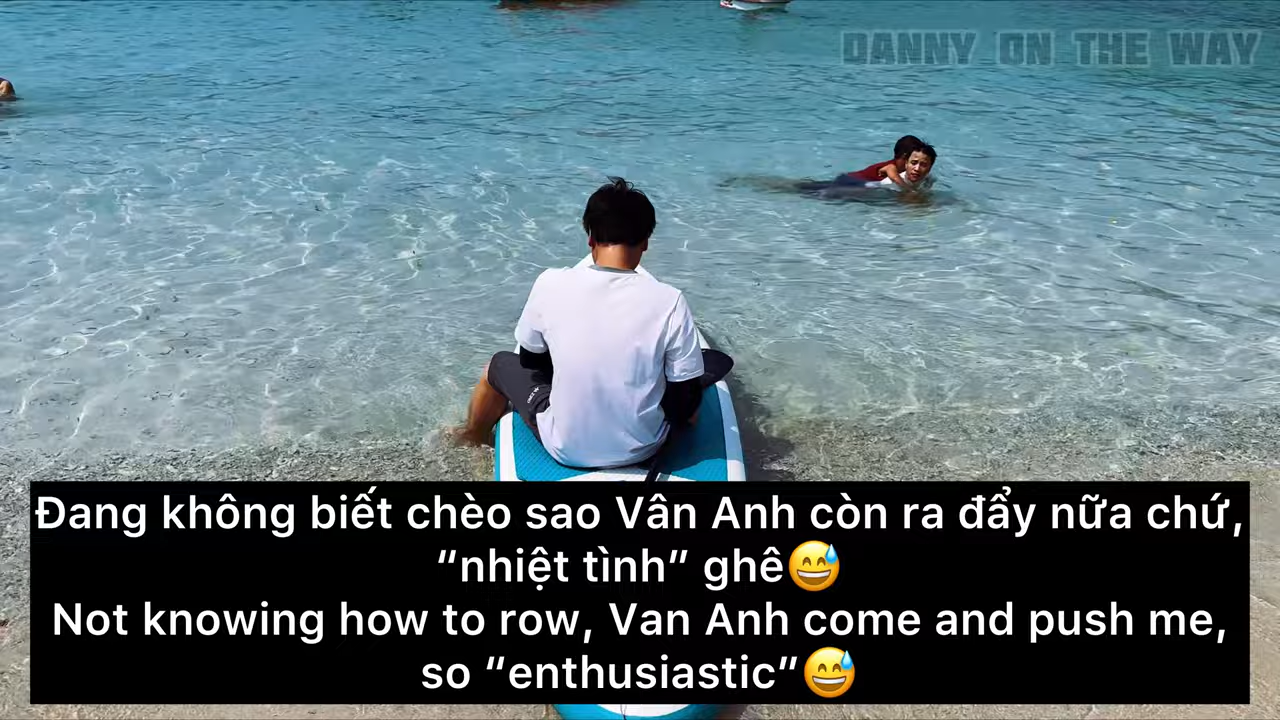 DANNY ON THE WAY
Đang không biết chèo sao Vân Anh còn ra đẩy nữa chứ,
“nhiệt tình” ghê😅
Not knowing how to row, Van Anh come and push me,
so “enthusiastic”😅